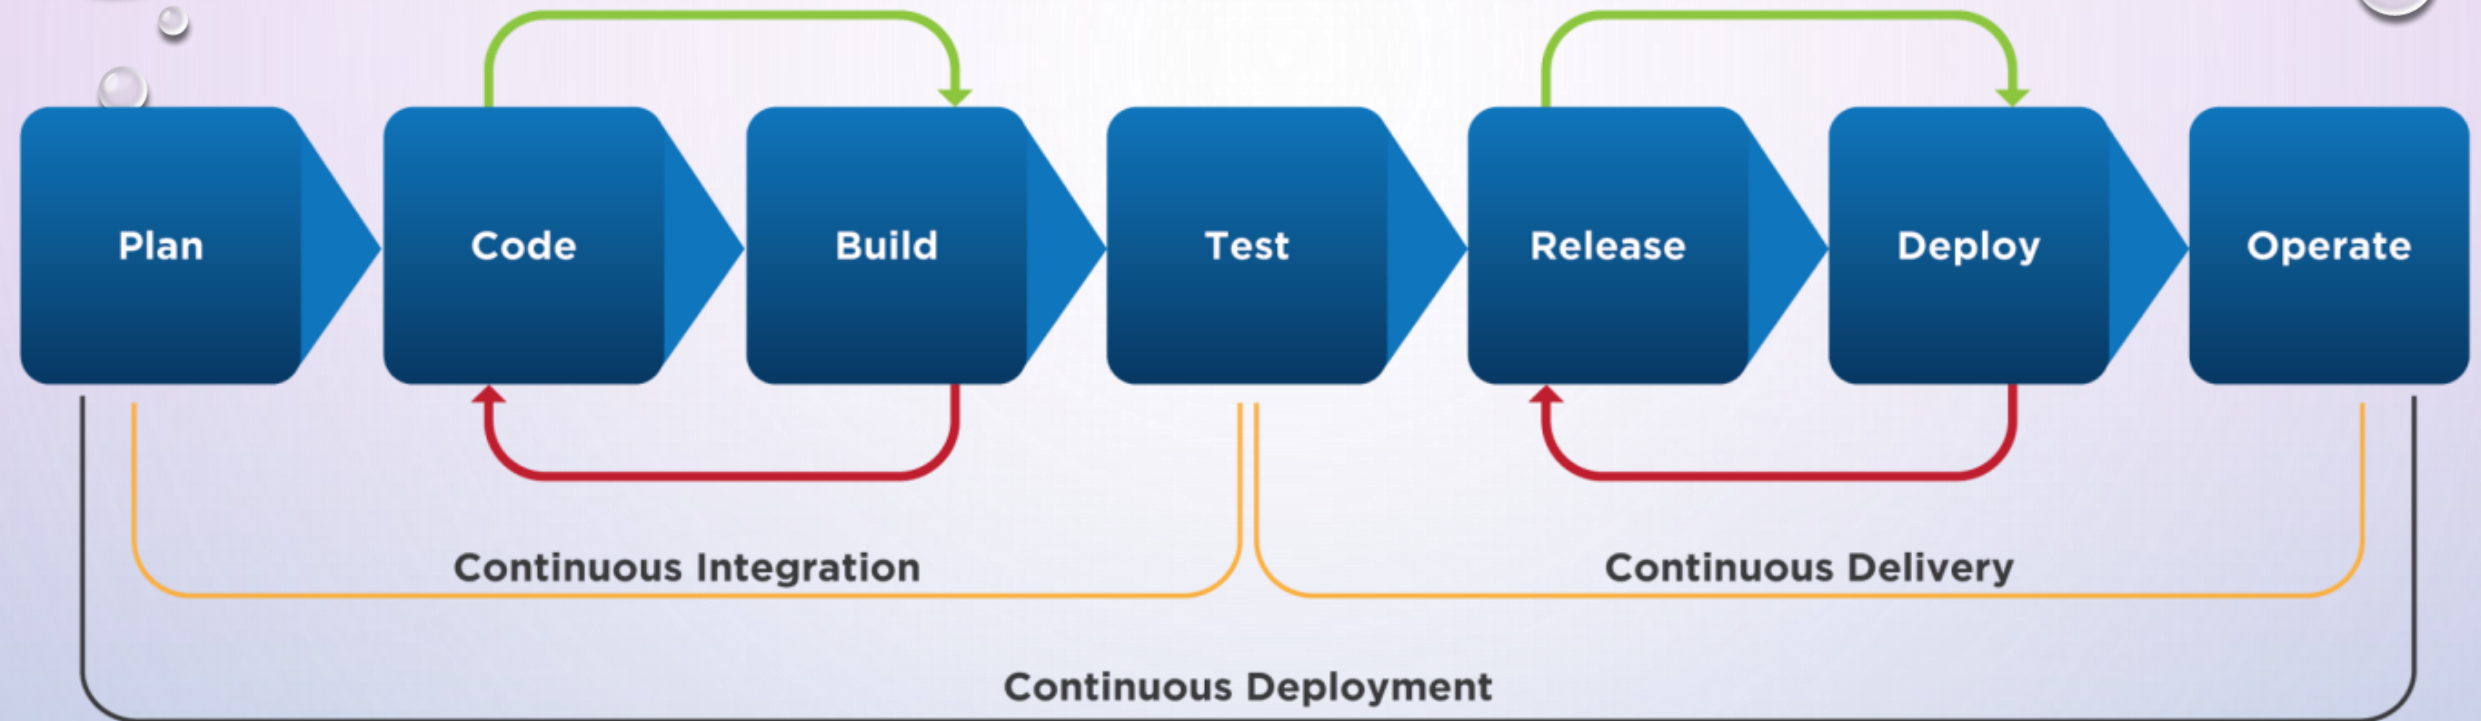 Plan
Code
Build
Test
Release
Deploy
Operate
Continuous Integration
Continuous Delivery
Continuous Deployment